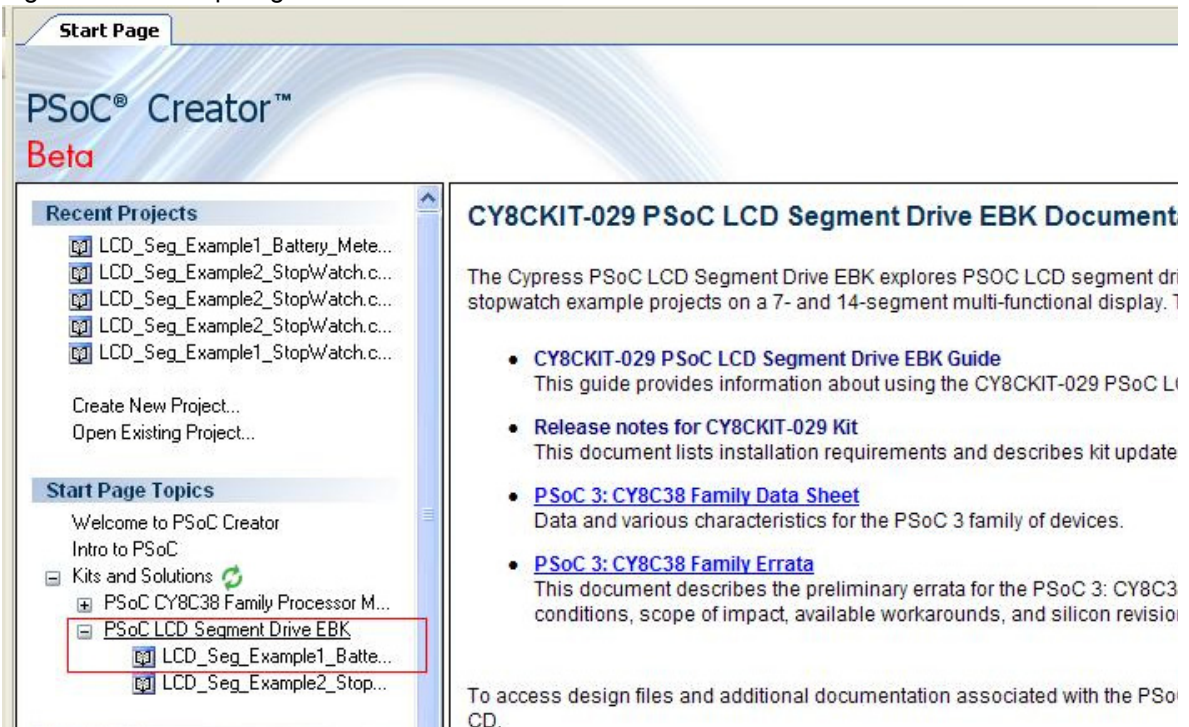 Start Page
PSoC® Creator™
Beta
Recent Projects
LCD_Seg_Example1_Battery_Mete...
LCD_Seg_Example2_StopWatch.c...
LCD_Seg_Example2_StopWatch.c...
LCD_Seg_Example2_StopWatch.c...
LCD_Seg_Example1_StopWatch.c...
Create New Project...
Open Existing Project...
Start Page Topics
Welcome to PSoC Creator
Intro to PSoC
Kits and Solutions
PSoC CY8C38 Family Processor M...
PSoC LCD Segment Drive EBK
LCD_Seg_Example1_Batte...
LCD_Seg_Example2_Stop...
CY8CKIT-029 PSoC LCD Segment Drive EBK Documenta
The Cypress PSoC LCD Segment Drive EBK explores PSOC LCD segment dri
stopwatch example projects on a 7- and 14-segment multi-functional display. T
• CY8CKIT-029 PSoC LCD Segment Drive EBK Guide
This guide provides information about using the CY8CKIT-029 PSoC LC
• Release notes for CY8CKIT-029 Kit
This document lists installation requirements and describes kit update
• PSoC 3: CY8C38 Family Data Sheet
Data and various characteristics for the PSoC 3 family of devices.
• PSoC 3: CY8C38 Family Errata
This document describes the preliminary errata for the PSoC 3: CY8C3
conditions, scope of impact, available workarounds, and silicon revision
To access design files and additional documentation associated with the PSo
CD.